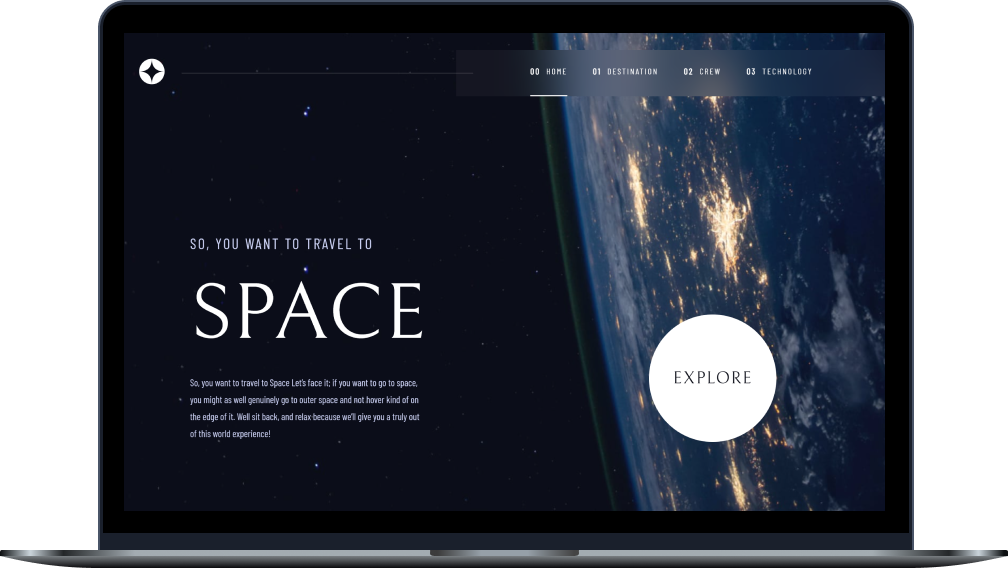 00 HOME 01 DESTINATION 02 CREW 03 TECHNOLOGY
SO, YOU WANT TO TRAVEL TO
SPACE
So, you want to travel to Space Let's face it; if you want to go to space,
you might as well genuinely go to outer space and not hover kind of on
the edge of it. Well sit back, and relax because we'll give you a truly out
of this world experience!
EXPLORE